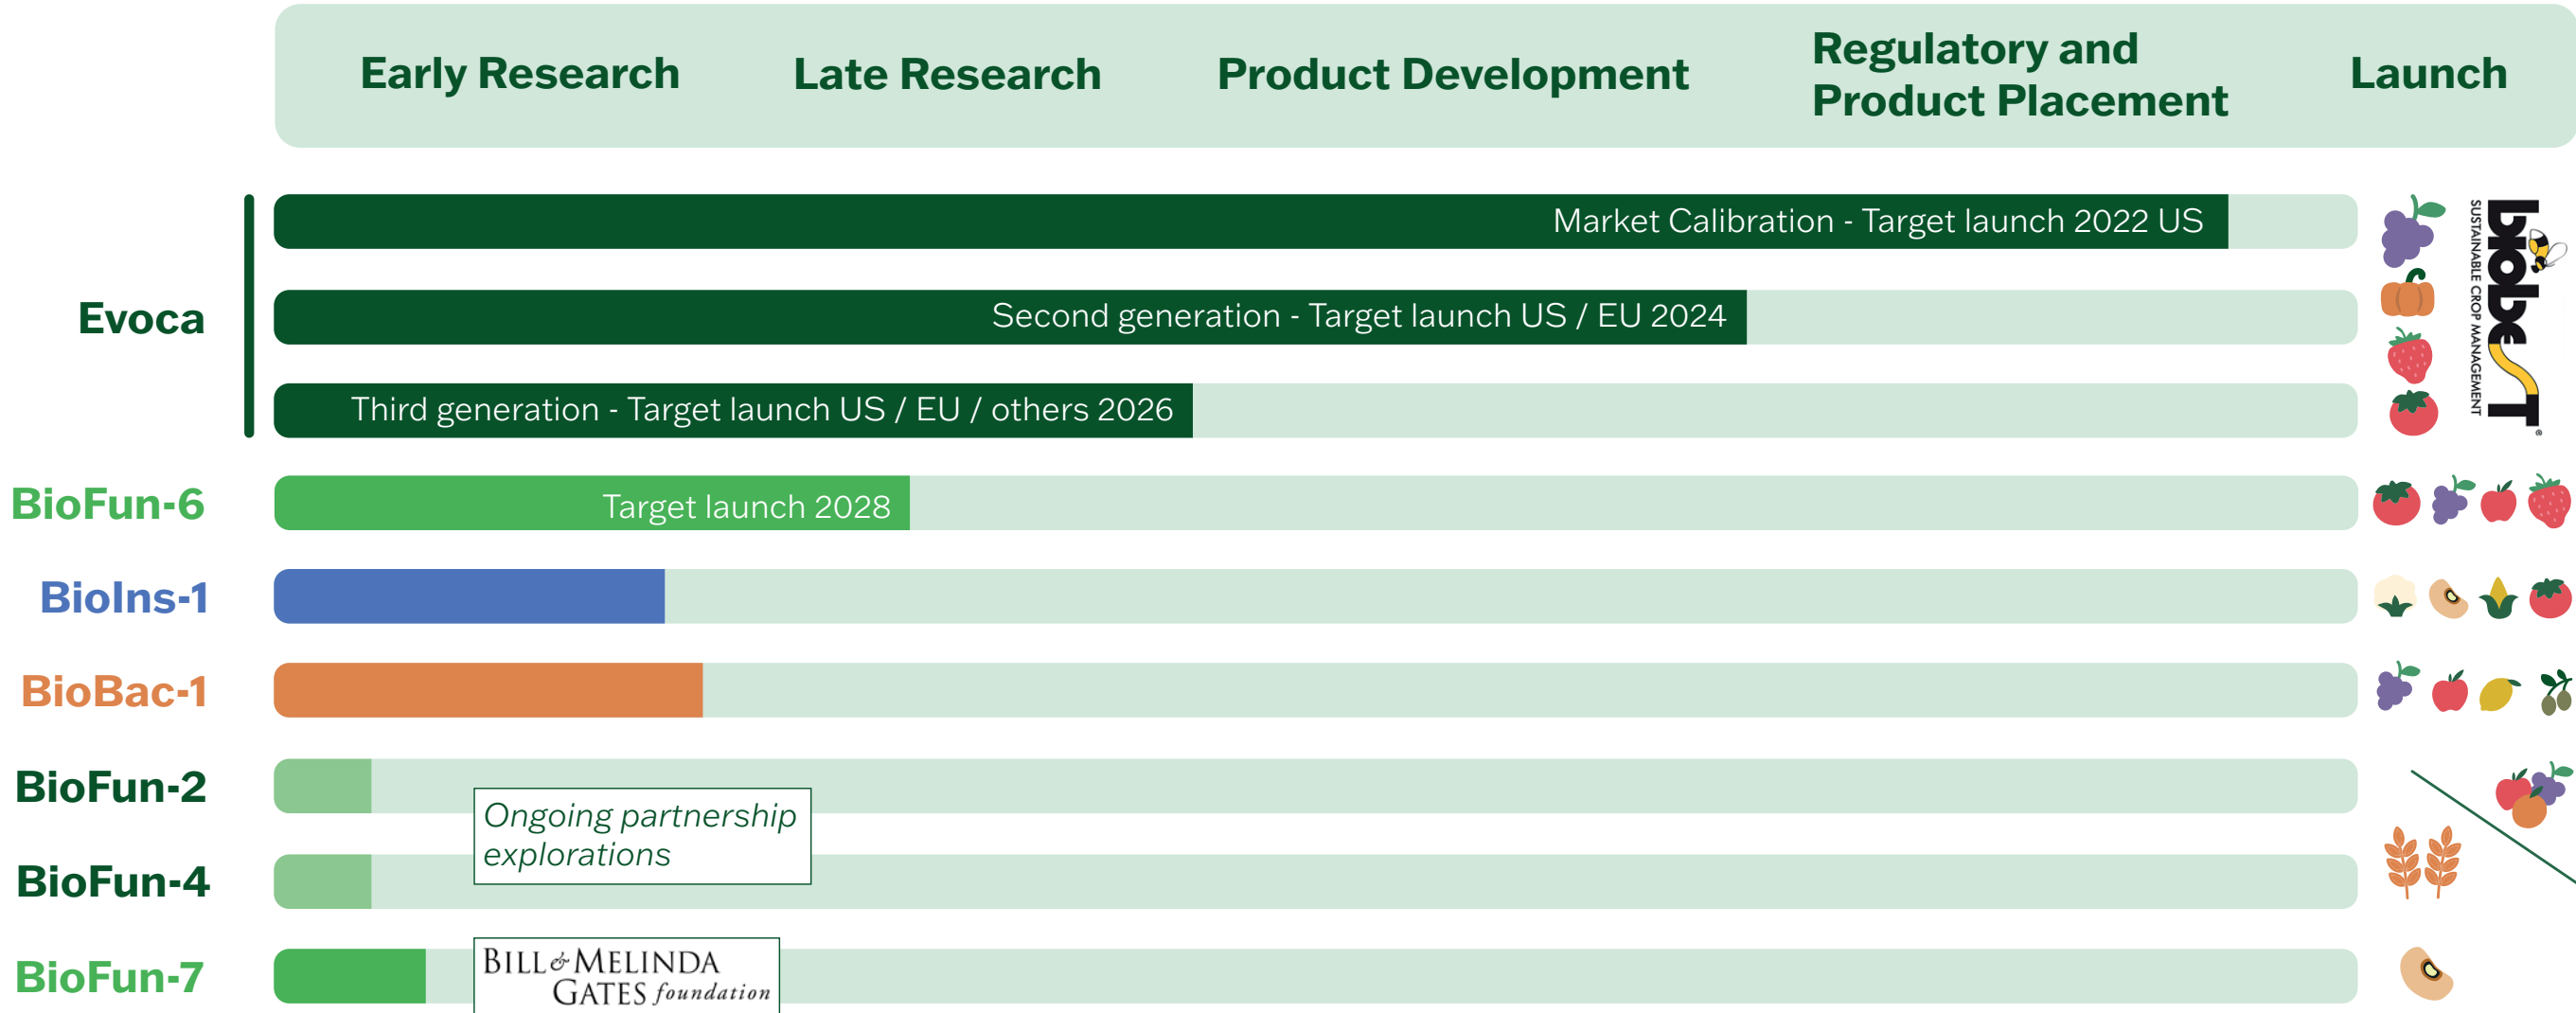 Early Research
Late Research
Product Development
Regulatory and
Product Placement
Launch
Evoca
Market Calibration - Target launch 2022 US
Second generation - Target launch US / EU 2024
Third generation - Target launch US / EU / others 2026
biobeST®
SUSTAINABLE CROP MANAGEMENT
BioFun-6
Target launch 2028
BioIns-1
BioBac-1
BioFun-2
Ongoing partnership
explorations
BioFun-4
BioFun-7
BILL & MELINDA
GATES foundation